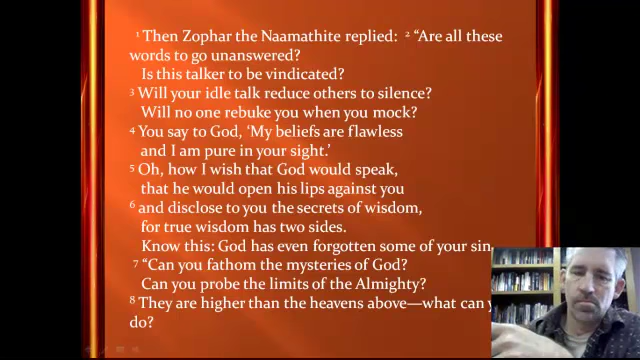 1 Then Zophar the Naamathite replied: 2 “Are all these
words to go unanswered?
Is this talker to be vindicated?
3 Will your idle talk reduce others to silence?
Will no one rebuke you when you mock?
4 You say to God, ‘My beliefs are flawless
and I am pure in your sight.’
5 Oh, how I wish that God would speak,
that he would open his lips against you
6 and disclose to you the secrets of wisdom,
for true wisdom has two sides.
Know this: God has even forgotten some of your sin
7 “Can you fathom the mysteries of God?
Can you probe the limits of the Almighty?
8 They are higher than the heavens above—what can
do?